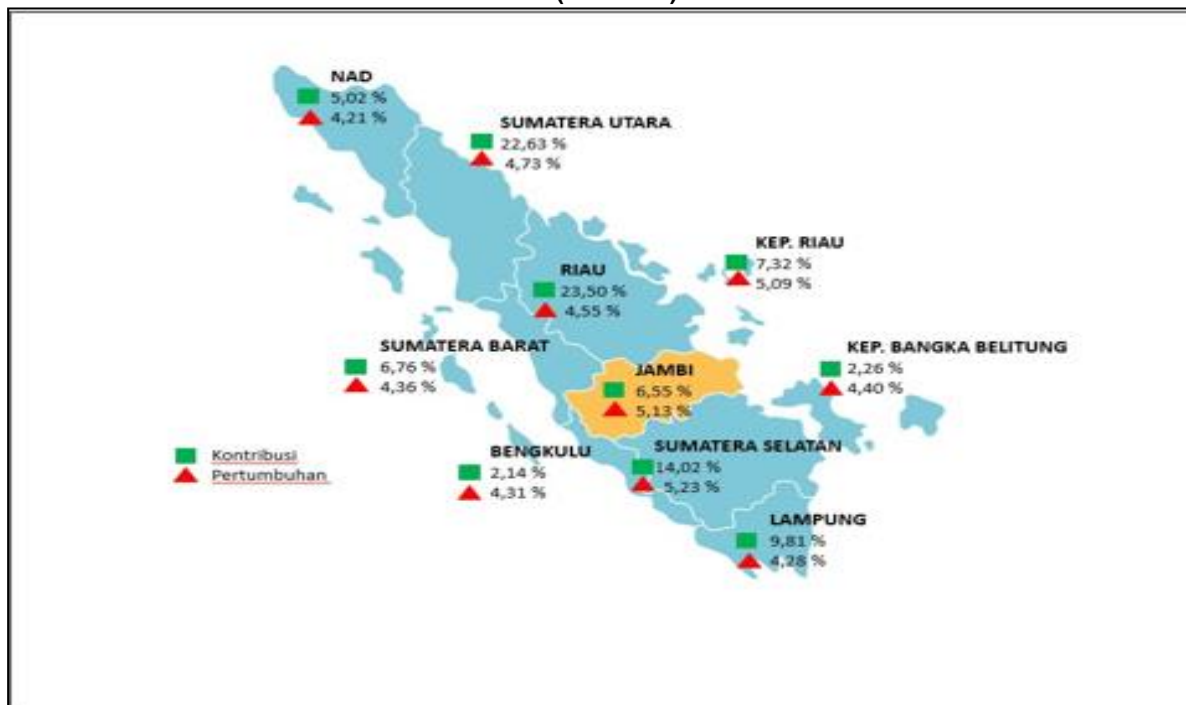 NAD
5,02 %
4,21 %
SUMATERA UTARA
22,63 %
4,73 %
KEP. RIAU
7,32 %
5,09 %
RIAU
23,50 %
4,55 %
SUMATERA BARAT
6,76 %
4,36 %
KEP. BANGKA BELITUNG
2,26 %
4,40 %
JAMBI
6,55 %
5,13 %
BENGKULU
2,14 %
4,31 %
SUMATERA SELATAN
14,02 %
5,23 %
Kontribusi
Pertumbuhan
LAMPUNG
9,81 %
4,28 %